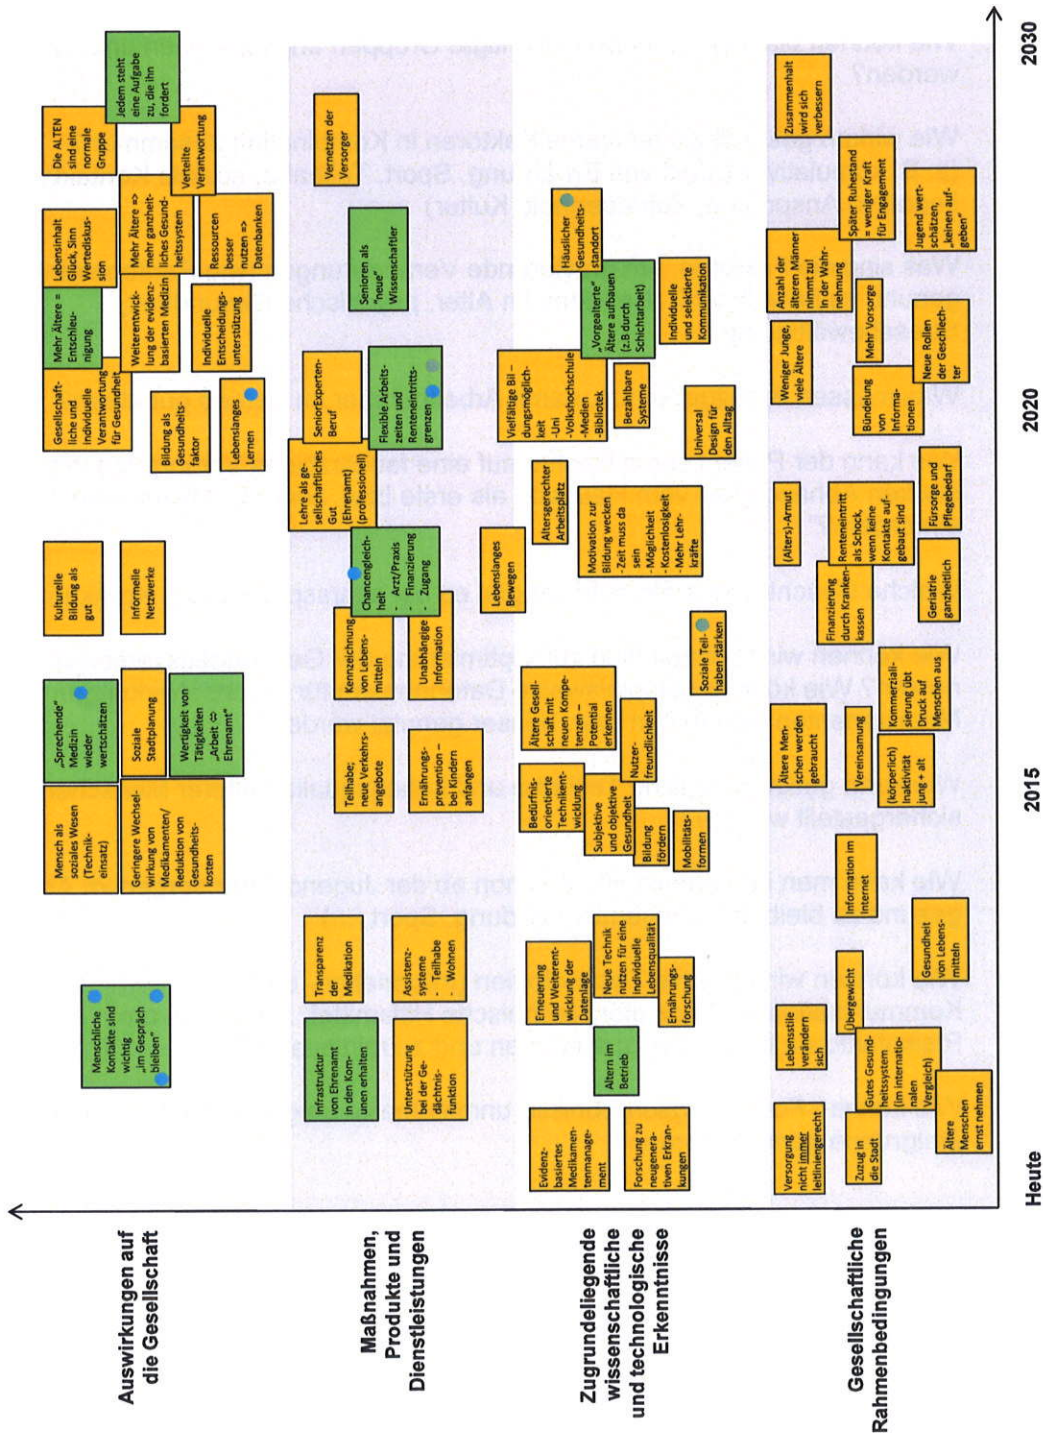 Auswirkungen auf
die Gesellschaft
Menschliche
Kontakte sind
wichtig
„im Gespräch
bleiben“
Mensch als
soziales Wesen
(Technik-
einsatz)
Geringere Wechsel-
wirkung von
Medikamenten/
Reduktion von
Gesundheits-
kosten
„Sprechende“
Medizin
wieder
wertschätzen
Soziale
Stadtplanung
Wertigkeit von
Tätigkeiten
„Arbeit ⇔
Ehrenamt“
Kulturelle
Bildung als
gut
Informelle
Netzwerke
Gesellschaft-
liche und
individuelle
Verantwortung
für Gesundheit
Bildung als
Gesundheits-
faktor
Lebenslanges
Lernen
Mehr Ältere =
Entschleu-
nigung
Weiterentwick-
lung der evidenz-
basierten Medizin
Individuelle
Entscheidungs-
unterstützung
Lebensinhalt
Glück, Sinn
Wertediskus-
sion
Mehr Ältere =>
mehr ganzheit-
liches Gesund-
heitssystem
Ressourcen
besser
nutzen =>
Datenbanken
Die ALTEN
sind eine
normale
Gruppe
Verteilte
Verantwortung
Jedem steht
eine Aufgabe
zu, die ihn
fordert
Maßnahmen,
Produkte und
Dienstleistungen
Infrastruktur
von Ehrenamt
in den Kom-
unen erhalten
Unterstützung
bei der Ge-
dächtnis-
funktion
Transparenz
der
Medikation
Assistenz-
systeme
- Teilhabe
- Wohnen
Teilhabe;
neue Verkehrs-
angebote
Ernährungs-
prevention –
bei Kindern
anfangen
Kennzeichnung
von Lebens-
mitteln
Unabhängige
Information
Chancengleich-
heit
- Arzt/Praxis
- Finanzierung
- Zugang
Lehre als ge-
sellschaftliches
Gut
(Ehrenamt)
(professionell)
SeniorExperten-
Beruf
Flexible Arbeits-
zeiten und
Renteneintritts-
grenzen
Senioren als
"neue"
Wissenschaftler
Vernetzen der
Versorger
Lebenslanges
Bewegen
Zugrundeliegende
wissenschaftliche
und technologische
Erkenntnisse
Evidenz-
basiertes
Medikamen-
tenmanage-
ment
Forschung zu
neugenera-
tiven Erkran-
kungen
Altern im
Betrieb
Erneuerung
und Weiterent-
wicklung der
Datenlage
Neue Technik
nutzen für eine
individuelle
Lebensqualität
Ernährungs-
forschung
Bedürfnis-
orientierte
Technikent-
wicklung
Subjektive
und objektive
Gesundheit
Bildung
fördern
Mobilitäts-
formen
Ältere Gesell-
schaft mit
neuen Kompe-
tenzen –
Potential
erkennen
Nutzer-
freundlichkeit
Soziale Teil-
haben stärken
Altersgerechter
Arbeitsplatz
Motivation zur
Bildung wecken
- Zeit muss da
sein
- Möglichkeit
- Kostenlosigkeit
- Mehr Lehr-
kräfte
Vielfältige Bil –
dungsmöglich-
keit
- Uni
-Volkshochschule
-Medien
-Bibliotek
Bezahlbare
Systeme
Universal
Design für
den Alltag
Häuslicher
Gesundheits-
standort
„Vorgealterte“
Ältere aufbauen
(z.B durch
Schichtarbeit)
Individuelle
und selektierte
Kommunikation
Gesellschaftliche
Rahmenbedingungen
Versorgung
nicht immer
leitliniengerecht
Zuzug in
die Stadt
Ältere
Menschen
ernst nehmen
Lebensstile
verändern
sich
Gutes Gesund-
heitssystem
(im internatio-
nalen
Vergleich)
Übergewicht
Gesundheit
von Lebens-
mitteln
Information im
Internet
Ältere Men-
schen werden
gebraucht
Vereinsamung
(körperlich)
Inaktivität
jung + alt
Kommerziali-
sierung übt
Druck auf
Menschen aus
Finanzierung
durch Kranken-
kassen
Geriatrie
ganzheitlich
(Alters)-Armut
Renteneintritt
als Schock,
wenn keine
Kontakte auf-
gebaut sind
Fürsorge und
Pflegebedarf
Weniger Junge,
viele Ältere
Bündelung
von
Informa-
tionen
Mehr Vorsorge
Neue Rollen
der Geschlech-
ter
Anzahl der
älteren Männer
nimmt zu!
In der Wahr
nehmung
Später Ruhestand
= weniger Kraft
für Engagement
Jugend wert-
schätzen,
„keinen auf-
geben“
Zusammenhalt
wird sich
verbessern
Heute
2015
2020
2030